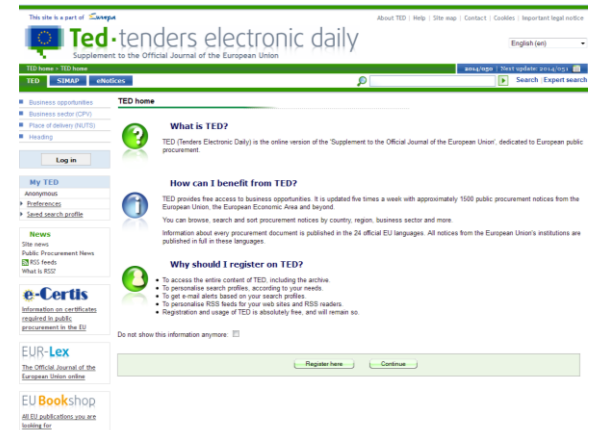 This site is a part of Europa
About TED | Help | Site map | Contact | Cookies | Important legal notice
Ted tenders electronic daily
English (en)
Supplement to the Official Journal of the European Union
TED home > TED home
2014/S50 | Next update: 2014/S51
TED SIMAP eNotices
Search | Expert search
Business opportunities
Business sector (CPV)
Place of delivery (NUTS)
Heading
Log in
My TED
Anonymous
Preferences
Saved search profile
News
Site news
Public Procurement News
RSS feeds
What is RSS?
e-Certis
Information on certificates
required in public
procurement in the EU
EUR-Lex
The Official Journal of the
European Union online
EU Bookshop
All EU publications you are
looking for
TED home
What is TED?
TED (Tenders Electronic Daily) is the online version of the 'Supplement to the Official Journal of the European Union', dedicated to European public
procurement.
How can I benefit from TED?
TED provides free access to business opportunities. It is updated five times a week with approximately 1500 public procurement notices from the
European Union, the European Economic Area and beyond.
You can browse, search and sort procurement notices by country, region, business sector and more.
Information about every procurement document is published in the 24 official EU languages. All notices from the European Union's institutions are
published in full in these languages.
Why should I register on TED?
To access the entire content of TED, including the archive.
To personalise search profiles, according to your needs.
To get e-mail alerts based on your search profiles.
To personalise RSS feeds for your web sites and RSS readers.
Registration and usage of TED is absolutely free, and will remain so.
Do not show this information anymore:
Register here
Continue